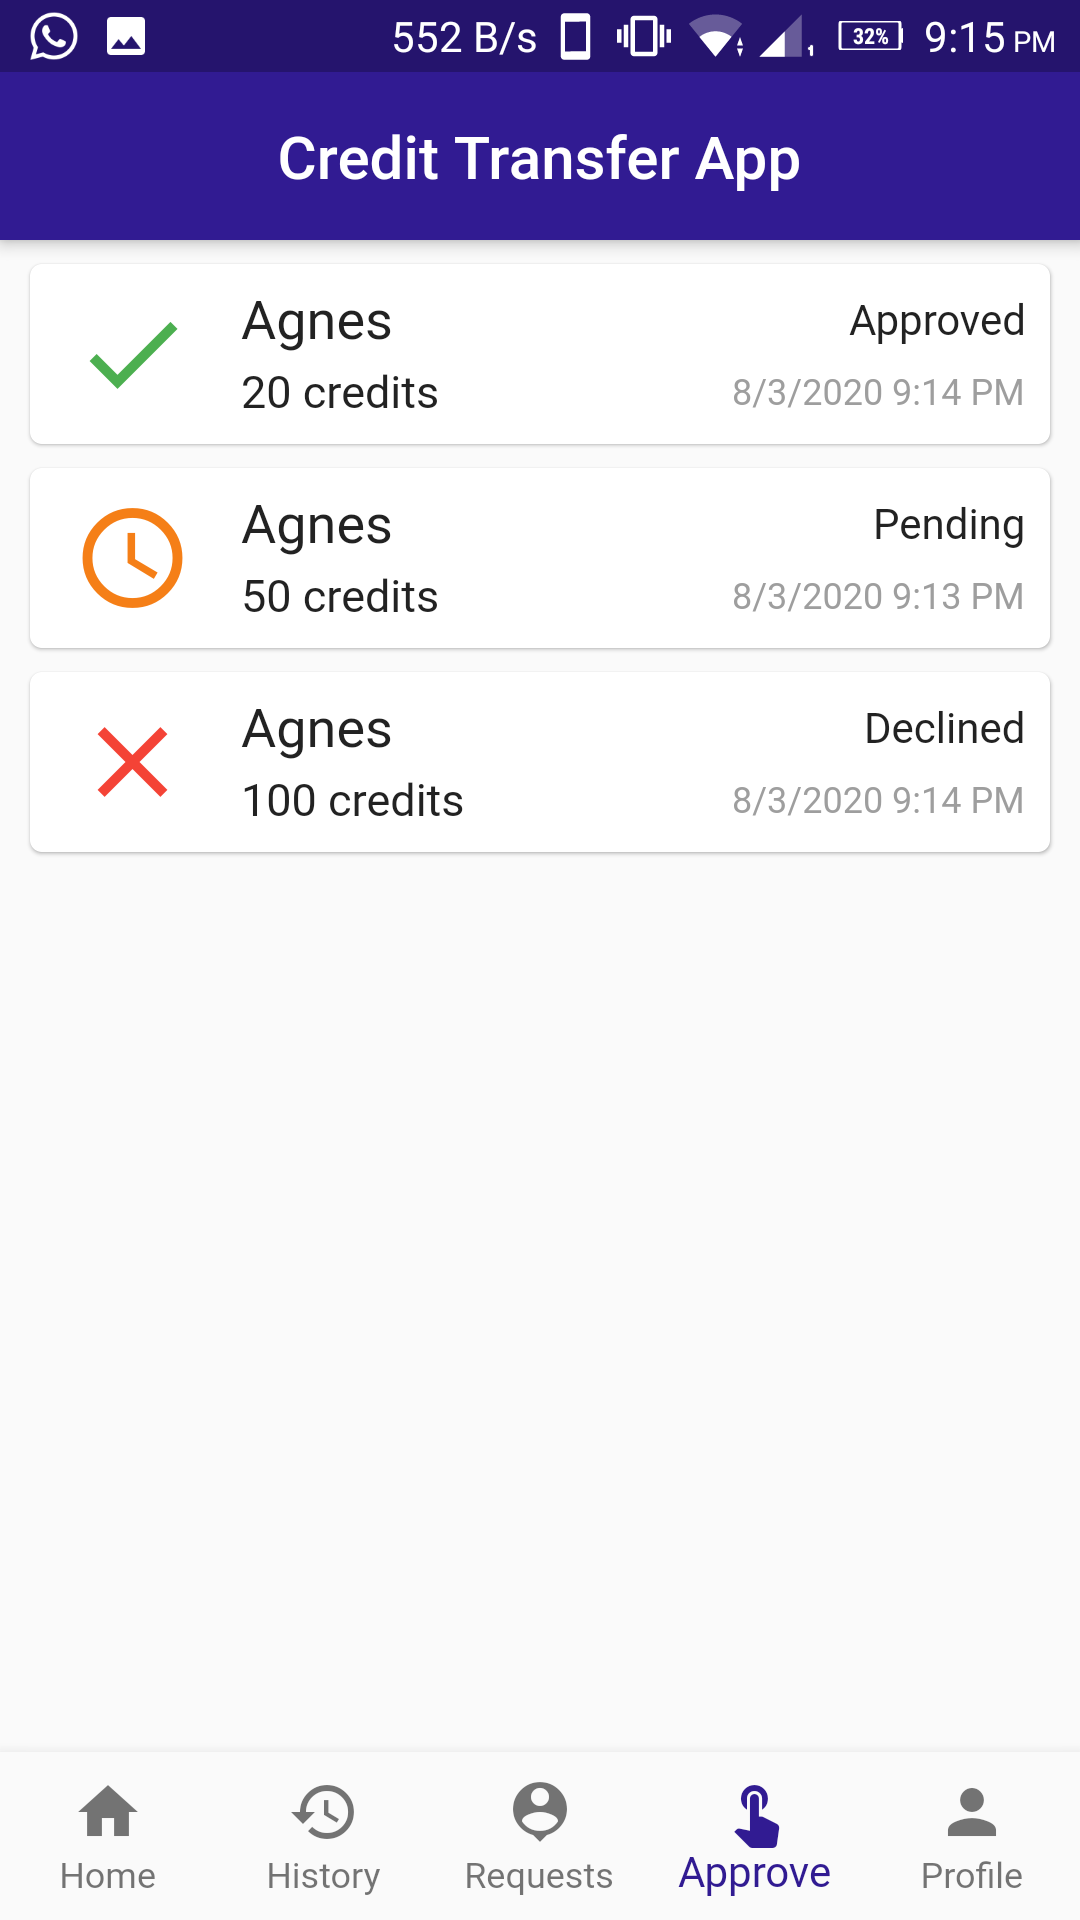 552 B/s 32% 9:15 PM
Credit Transfer App
Agnes Approved
20 credits 8/3/2020 9:14 PM
Agnes Pending
50 credits 8/3/2020 9:13 PM
Agnes Declined
100 credits 8/3/2020 9:14 PM
Home History Requests Approve Profile